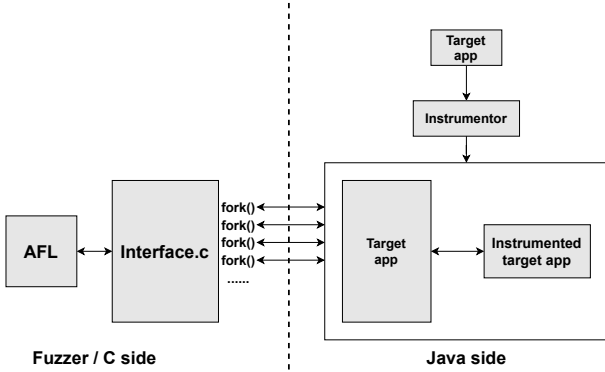 Target
app
Instrumentor
AFL
Interface.c
fork()
fork()
fork()
fork()
......
Target
app
Instrumented
target app
Fuzzer / C side
Java side